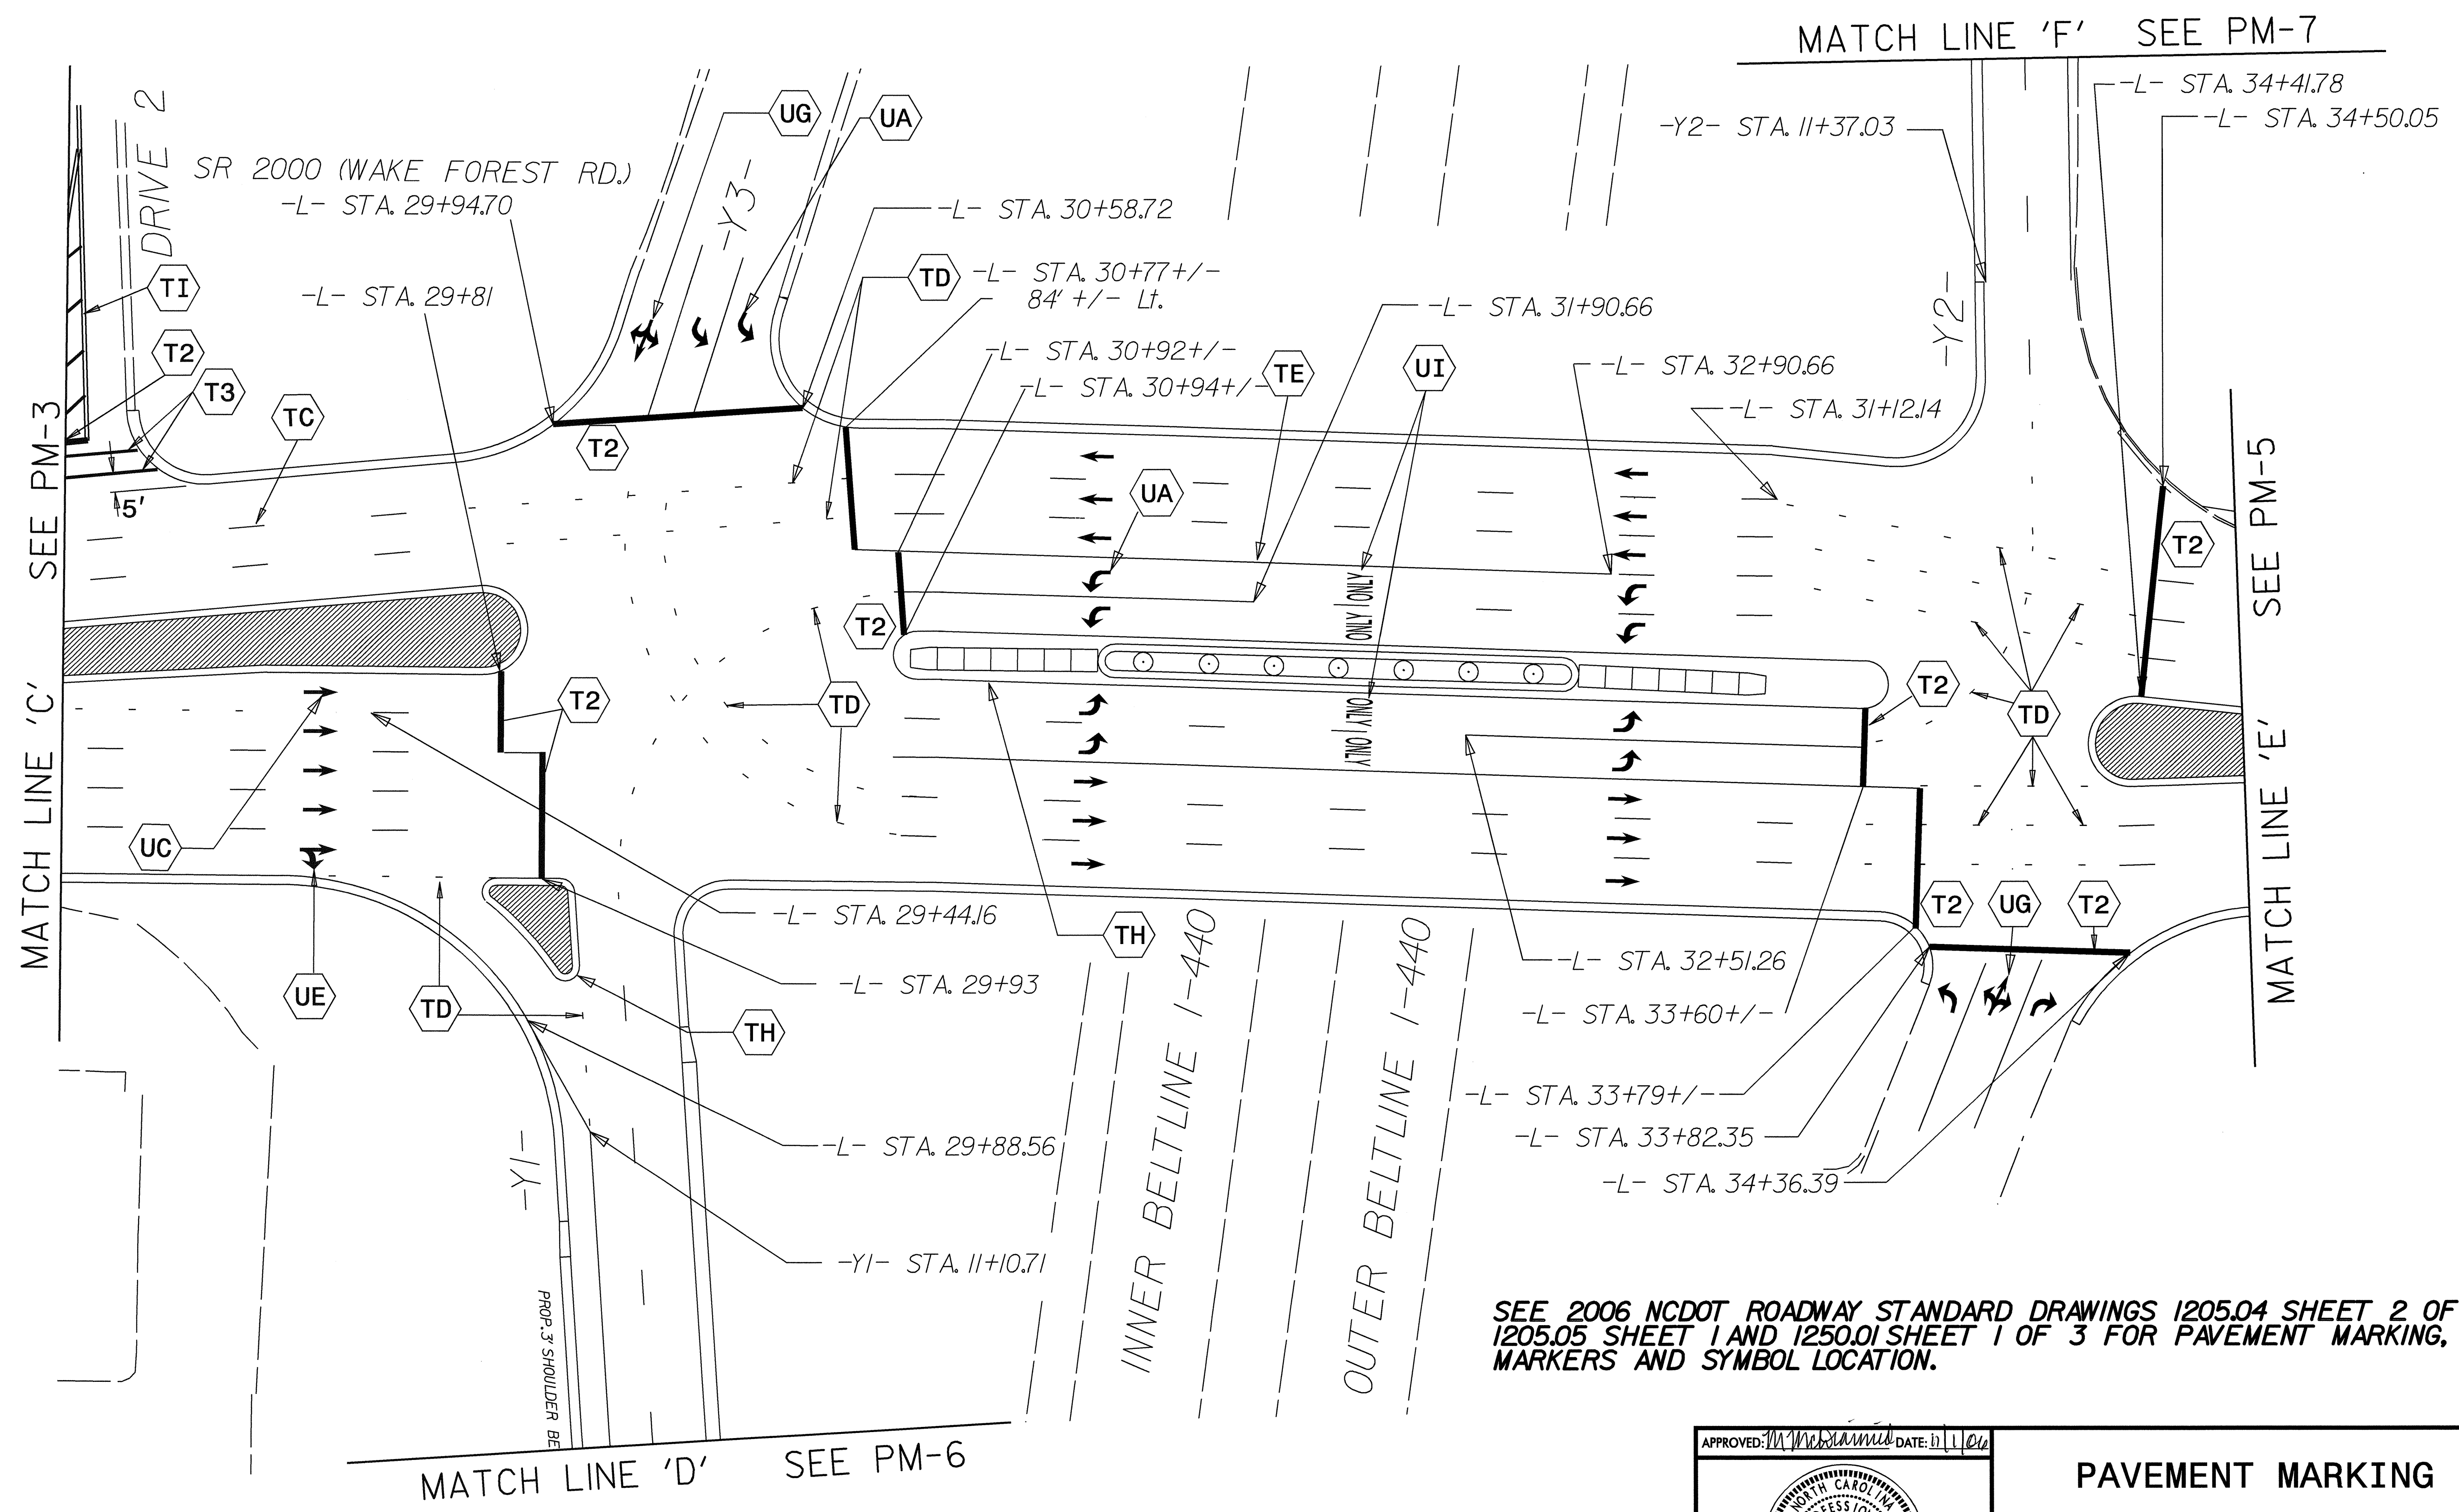 MATCH LINE 'F' SEE PM-7
-L- STA. 34+41.78
-L- STA. 34+50.05
-Y2- STA. 11+37.03
UG
UA
DRIVE 2
SR 2000 (WAKE FOREST RD.)
-L- STA. 29+94.70
-Y3-
-L- STA. 30+58.72
TI
-L- STA. 29+81
TD
-L- STA. 30+77+/-
84' +/- Lt.
-L- STA. 31+90.66
-Y2-
T2
T3
TC
-L- STA. 30+92+/-
-L- STA. 30+94+/-
TE
UI
-L- STA. 32+90.66
-L- STA. 31+12.14
T2
UA
5'
T2
SEE PM-3
MATCH LINE 'C'
SEE PM-5
MATCH LINE 'E'
T2
ONLY ONLY
ONLY ONLY
T2
TD
T2
TD
UC
-L- STA. 29+44.16
TH
T2
UG
T2
UE
TD
-L- STA. 29+93
TH
-L- STA. 32+51.26
-L- STA. 33+60+/-
INNER BELTLINE I-440
OUTER BELTLINE I-440
-L- STA. 33+79+/-
-L- STA. 33+82.35
-L- STA. 34+36.39
-Y1-
-L- STA. 29+88.56
-Y1- STA. 11+10.71
PROP. 3' SHOULDER BE
SEE 2006 NCDOT ROADWAY STANDARD DRAWINGS 1205.04 SHEET 2 OF
1205.05 SHEET 1 AND 1250.01 SHEET 1 OF 3 FOR PAVEMENT MARKING,
MARKERS AND SYMBOL LOCATION.
MATCH LINE 'D' SEE PM-6
APPROVED: DATE: 11/1/06
NORTH CAROLINA
PAVEMENT MARKING